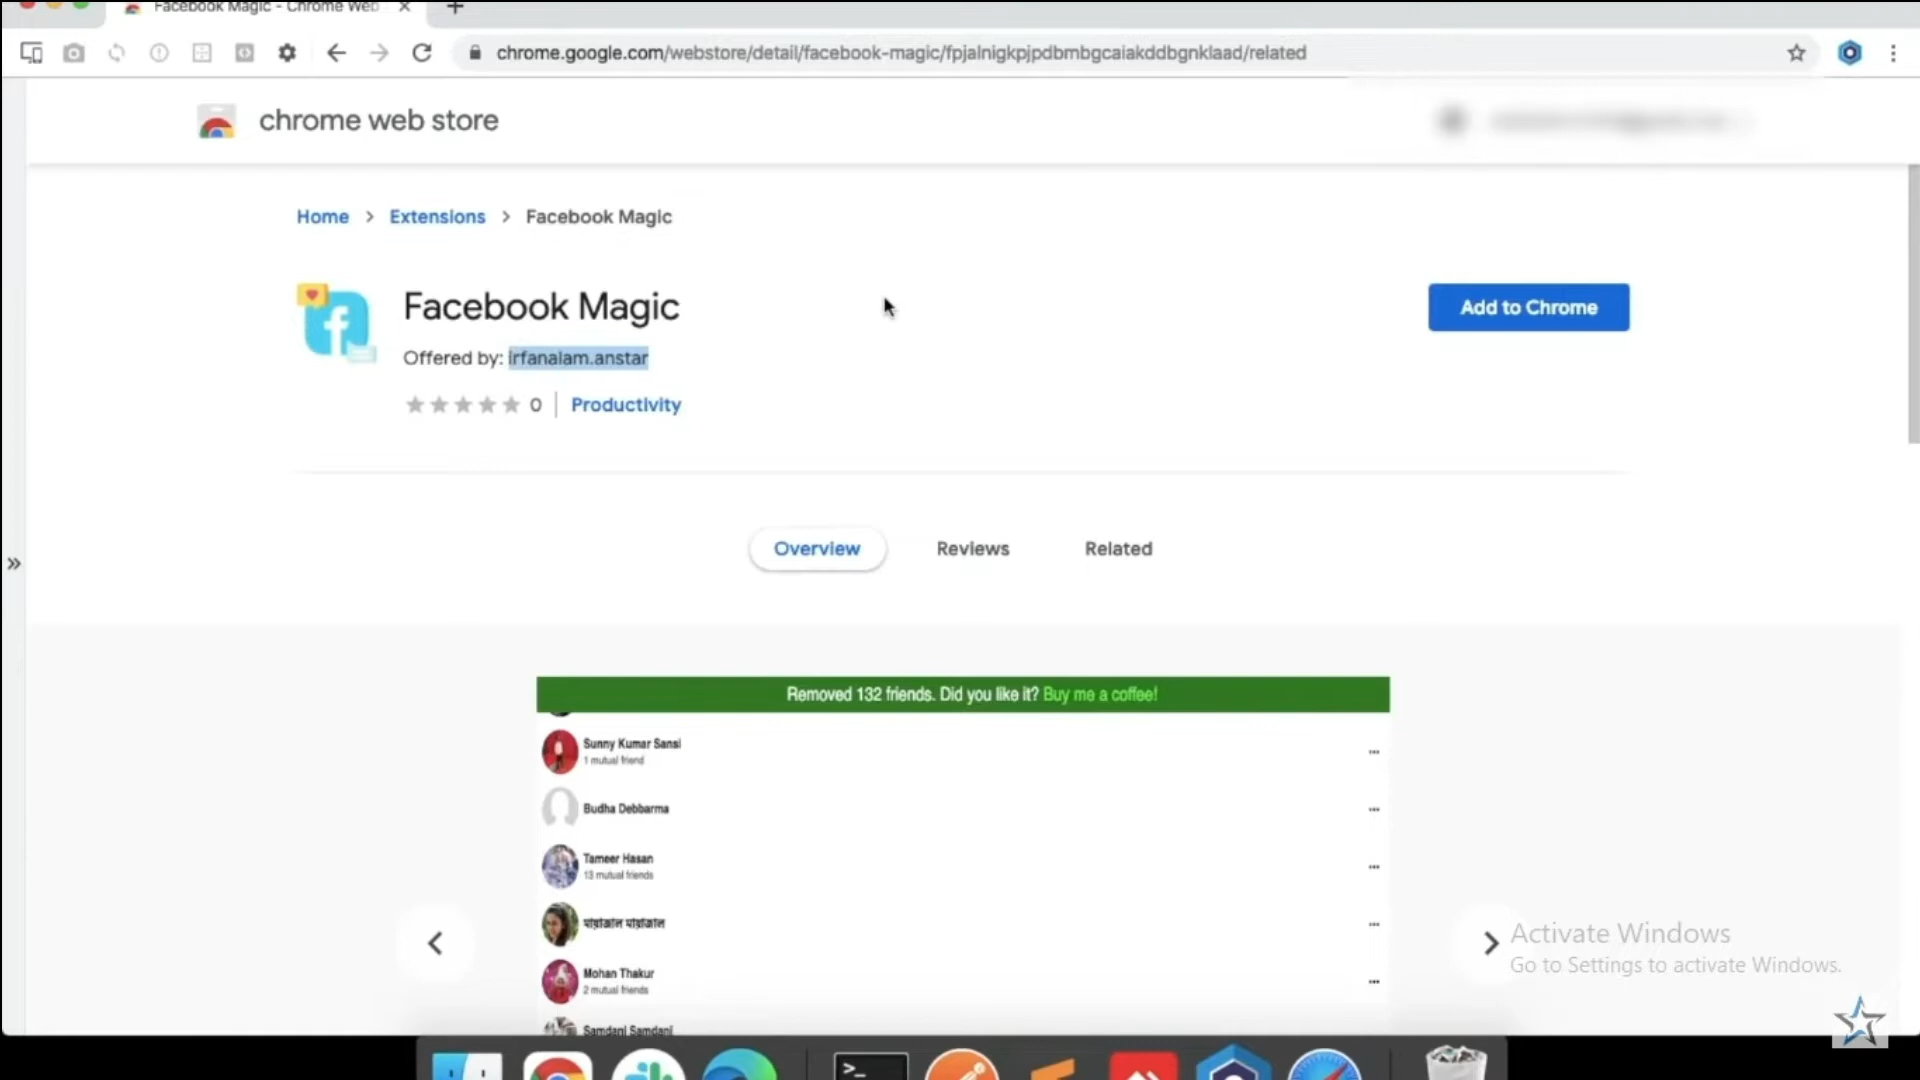 Facebook Magic - Chrome Web
chrome.google.com/webstore/detail/facebook-magic/fpjalnigkpjpdbmbgcaiakddbgnklaad/related
chrome web store
Home > Extensions > Facebook Magic
Facebook Magic
Add to Chrome
Offered by: irfanalam.anstar
0 | Productivity
Overview
Reviews
Related
Removed 132 friends. Did you like it? Buy me a coffee!
Sunny Kumar Sansi
1 mutual friend
Budha Debbarma
Tameer Hasan
13 mutual friends
Mohan Thakur
2 mutual friends
Samdani Samdani
Activate Windows
Go to Settings to activate Windows.